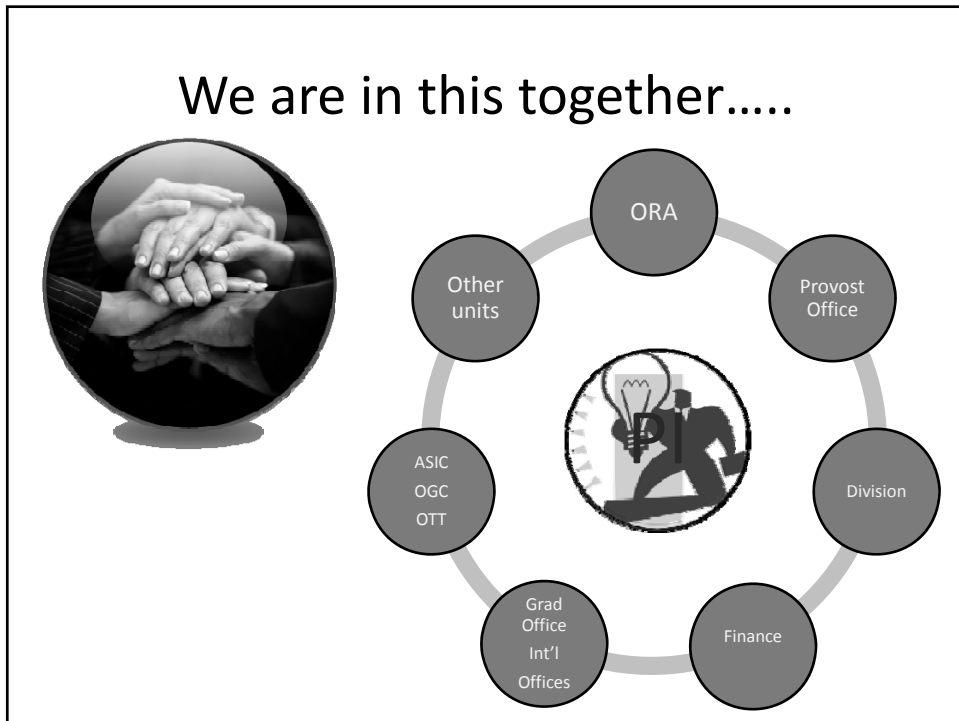 We are in this together.....
ORA
Provost
Office
Division
Finance
Grad
Office
Int'l
Offices
ASIC
OGC
OTT
Other
units
PI